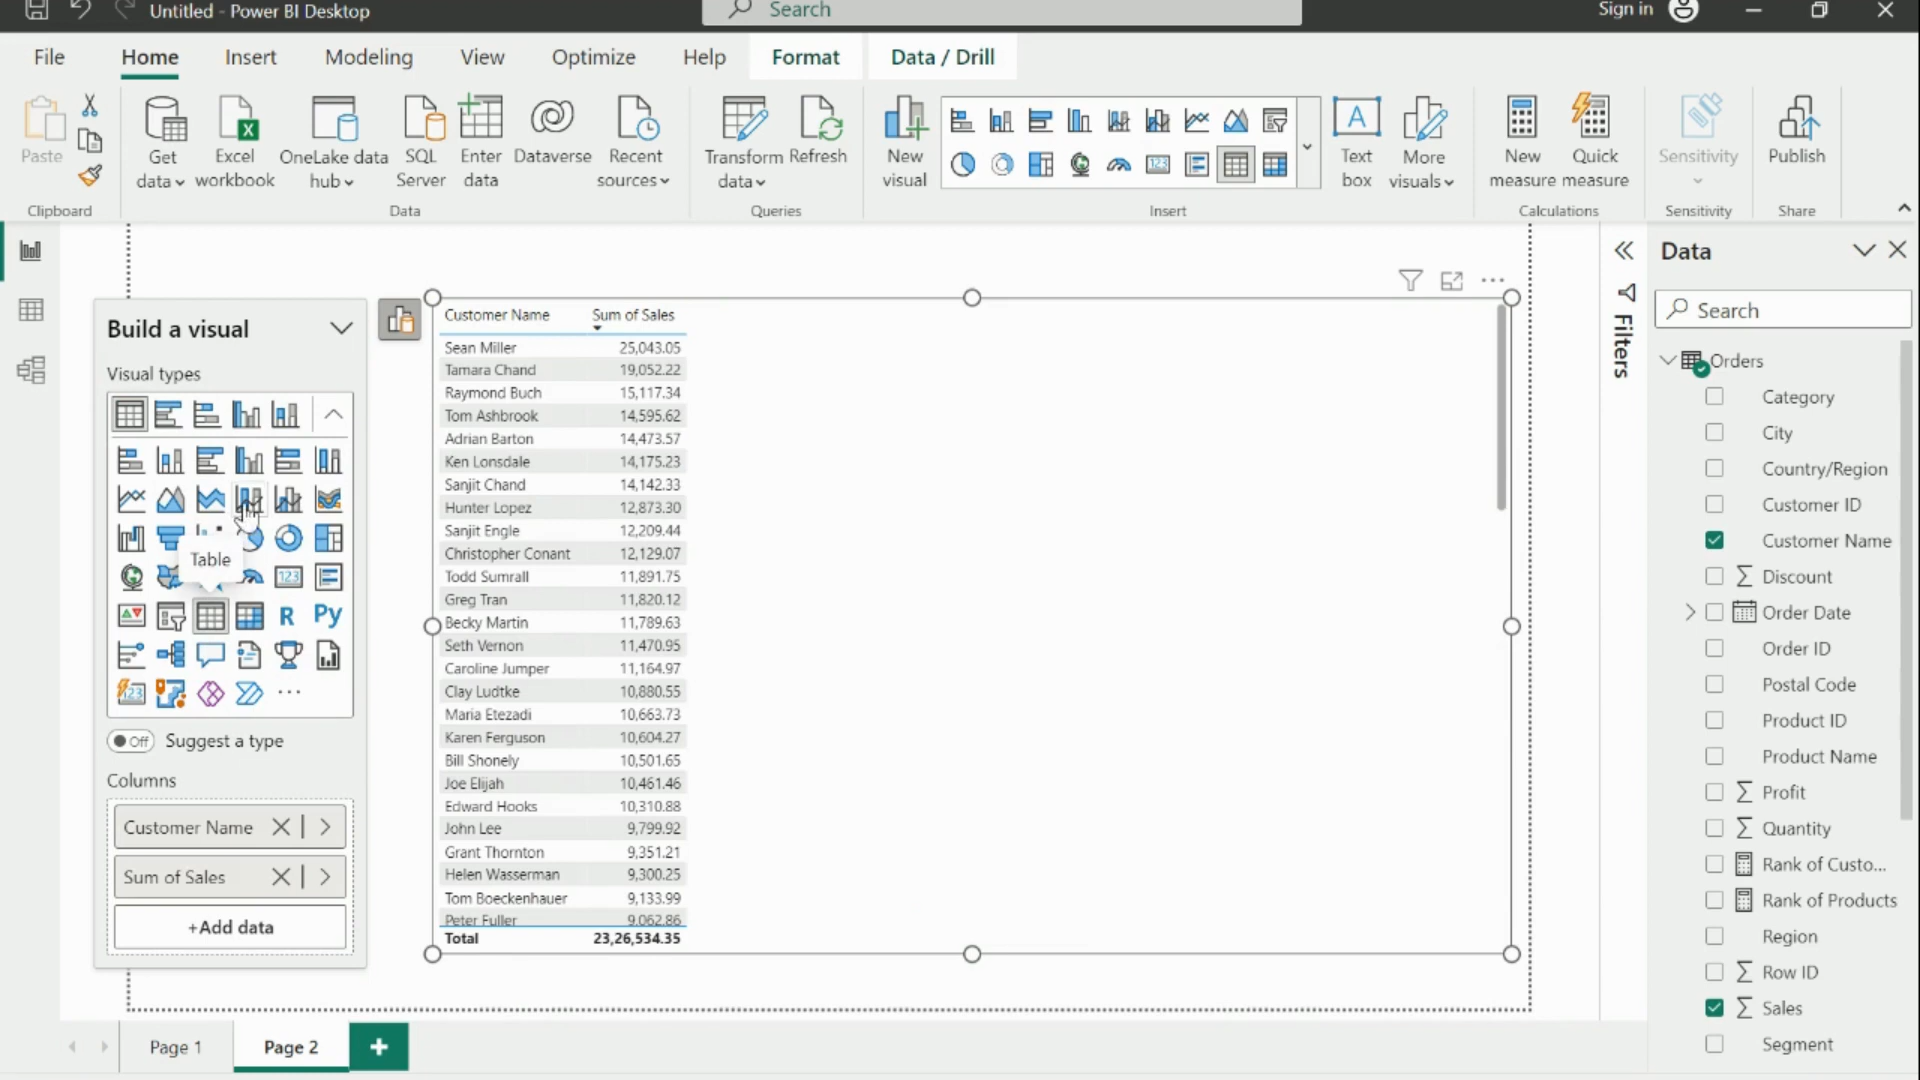 Untitled - Power BI Desktop
Search
Sign in
File
Home
Insert
Modeling
View
Optimize
Help
Format
Data / Drill
Paste
Get data
Excel workbook
OneLake data hub
SQL Server
Enter data
Dataverse
Recent sources
Transform data
Refresh
New visual
Text box
More visuals
New measure
Quick measure
Sensitivity
Publish
Clipboard
Data
Queries
Insert
Calculations
Sensitivity
Share
Build a visual
Visual types
Table
R
Py
Off
Suggest a type
Columns
Customer Name
Sum of Sales
+Add data
Customer Name Sum of Sales
Sean Miller 25,043.05
Tamara Chand 19,052.22
Raymond Buch 15,117.34
Tom Ashbrook 14,595.62
Adrian Barton 14,473.57
Ken Lonsdale 14,175.23
Sanjit Chand 14,142.33
Hunter Lopez 12,873.30
Sanjit Engle 12,209.44
Christopher Conant 12,129.07
Todd Sumrall 11,891.75
Greg Tran 11,820.12
Becky Martin 11,789.63
Seth Vernon 11,470.95
Caroline Jumper 11,164.97
Clay Ludtke 10,880.55
Maria Etezadi 10,663.73
Karen Ferguson 10,604.27
Bill Shonely 10,501.65
Joe Elijah 10,461.46
Edward Hooks 10,310.88
John Lee 9,799.92
Grant Thornton 9,351.21
Helen Wasserman 9,300.25
Tom Boeckenhauer 9,133.99
Peter Fuller 9,062.86
Total 23,26,534.35
Filters
Data
Search
Orders
Category
City
Country/Region
Customer ID
Customer Name
Discount
Order Date
Order ID
Postal Code
Product ID
Product Name
Profit
Quantity
Rank of Custo...
Rank of Products
Region
Row ID
Sales
Segment
Page 1
Page 2